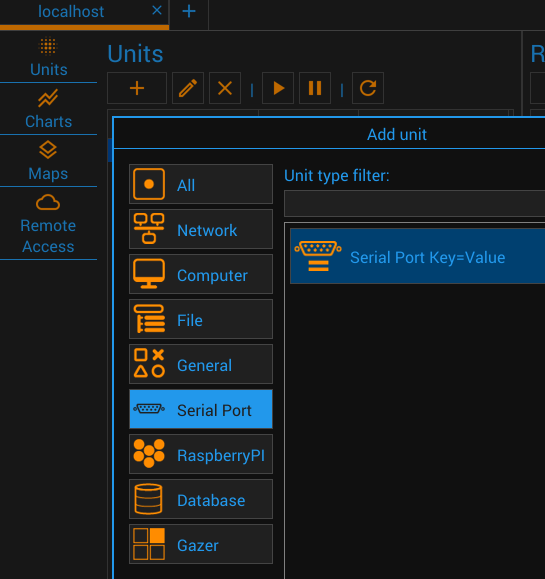 localhost
Units
Charts
Maps
Remote
Access
Units
R
Add unit
All
Network
Computer
File
General
Serial Port
RaspberryPI
Database
Gazer
Unit type filter:
Serial Port Key=Value